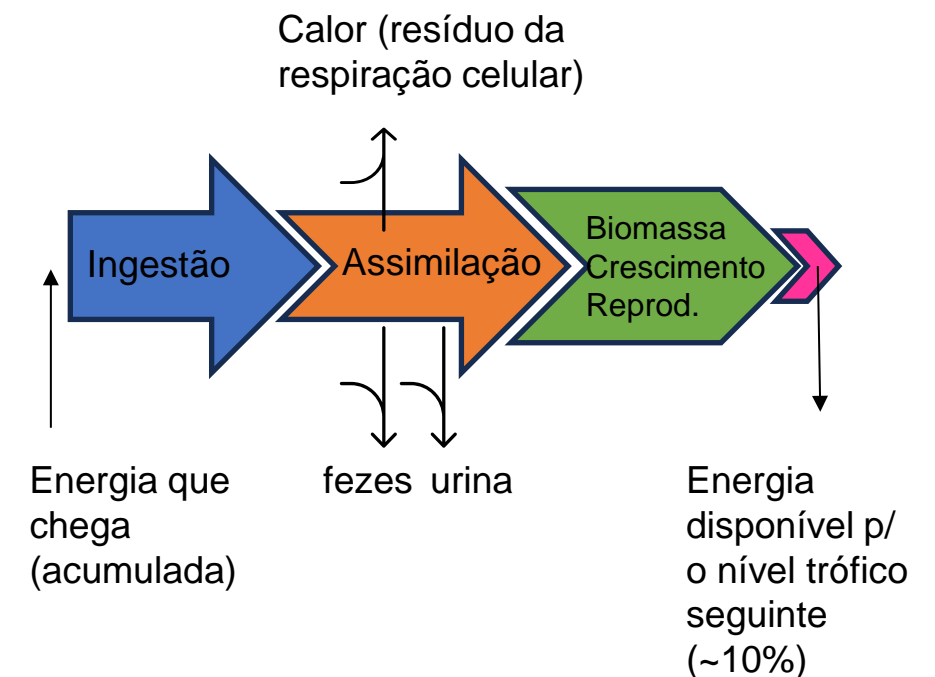 Calor (resíduo da
respiração celular)
Ingestão
Assimilação
Biomassa
Crescimento
Reprod.
Energia que
chega
(acumulada)
fezes urina
Energia
disponível p/
o nível trófico
seguinte
(~10%)